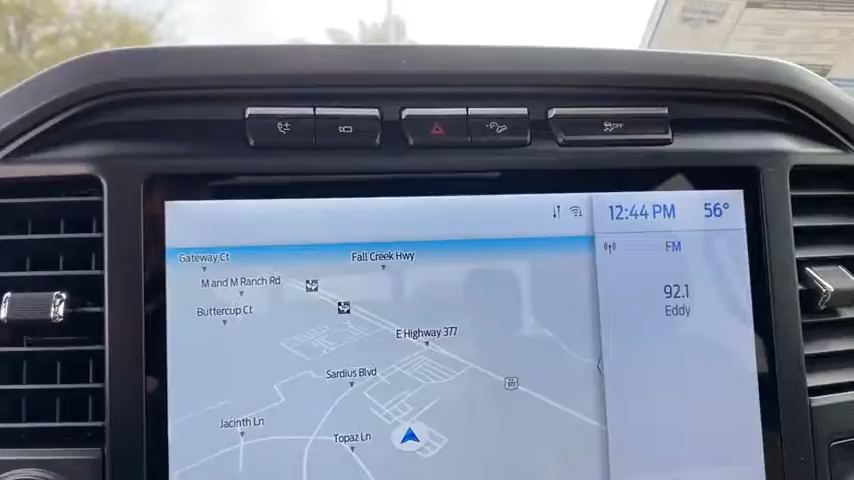 OFF
12:44 PM 56°
Gateway Ct
Fall Creek Hwy
FM
M and M Ranch Rd
92.1
Eddy
Buttercup Ct
E Highway 377
Sardius Blvd
377
Jacinth Ln
Topaz Ln